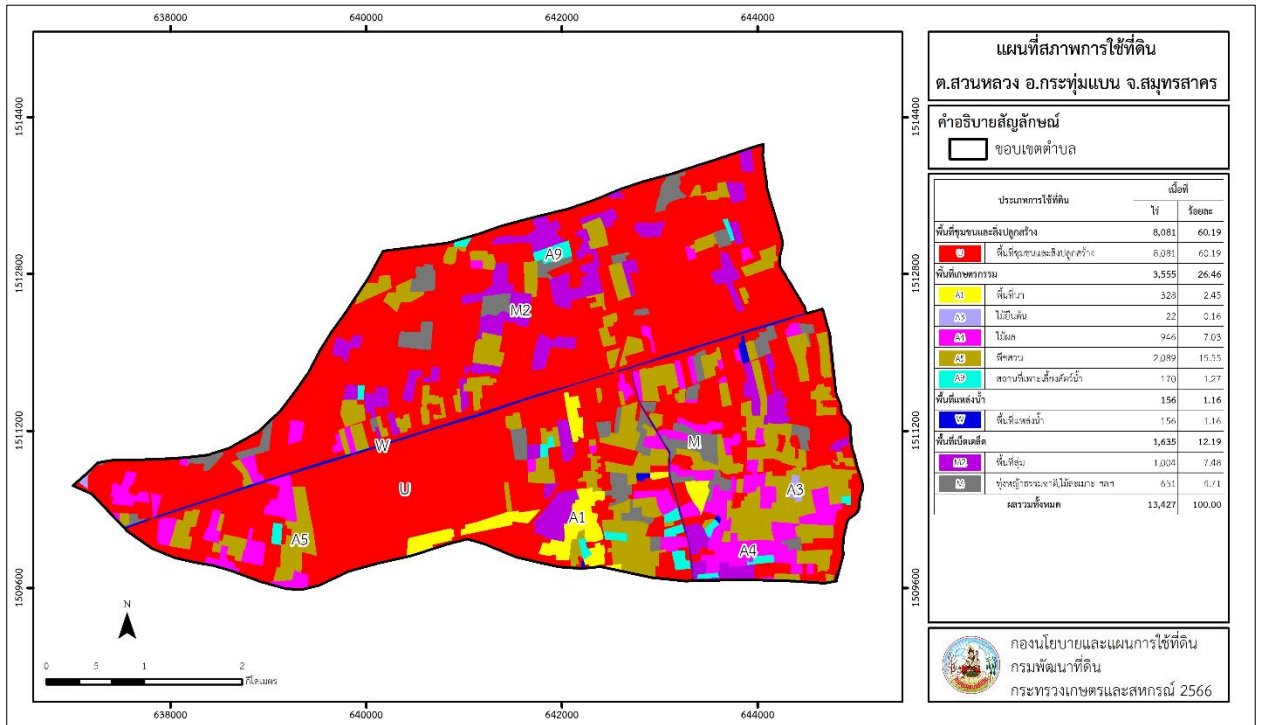 638000 640000 642000 644000
1514400
1512800
1511200
1509600
1514400
1512800
1511200
1509600
A9
M2
W
M
U
A3
A1
A5
A4
N
0 .5 1 2
กิโลเมตร
638000 640000 642000 644000
แผนที่สภาพการใช้ที่ดิน
ต.สวนหลวง อ.กระทุ่มแบน จ.สมุทรสาคร
คำอธิบายสัญลักษณ์
ขอบเขตตำบล
ประเภทการใช้ที่ดิน เนื้อที่
ไร่ ร้อยละ
พื้นที่ชุมชนและสิ่งปลูกสร้าง 8,081 60.19
U พื้นที่ชุมชนและสิ่งปลูกสร้าง 8,081 60.19
พื้นที่เกษตรกรรม 3,555 26.46
A1 พื้นที่นา 328 2.45
A3 ไม้ยืนต้น 22 0.16
A4 ไม้ผล 946 7.03
A5 พืชสวน 2,089 15.55
A9 สถานที่เพาะเลี้ยงสัตว์น้ำ 170 1.27
พื้นที่แหล่งน้ำ 156 1.16
W พื้นที่แหล่งน้ำ 156 1.16
พื้นที่เบ็ดเตล็ด 1,635 12.19
M2 พื้นที่ลุ่ม 1,004 7.48
M ทุ่งหญ้าธรรมชาติ,ไม้ละเมาะ ฯลฯ 631 4.71
ผลรวมทั้งหมด 13,427 100.00
กองนโยบายและแผนการใช้ที่ดิน
กรมพัฒนาที่ดิน
กระทรวงเกษตรและสหกรณ์ 2566